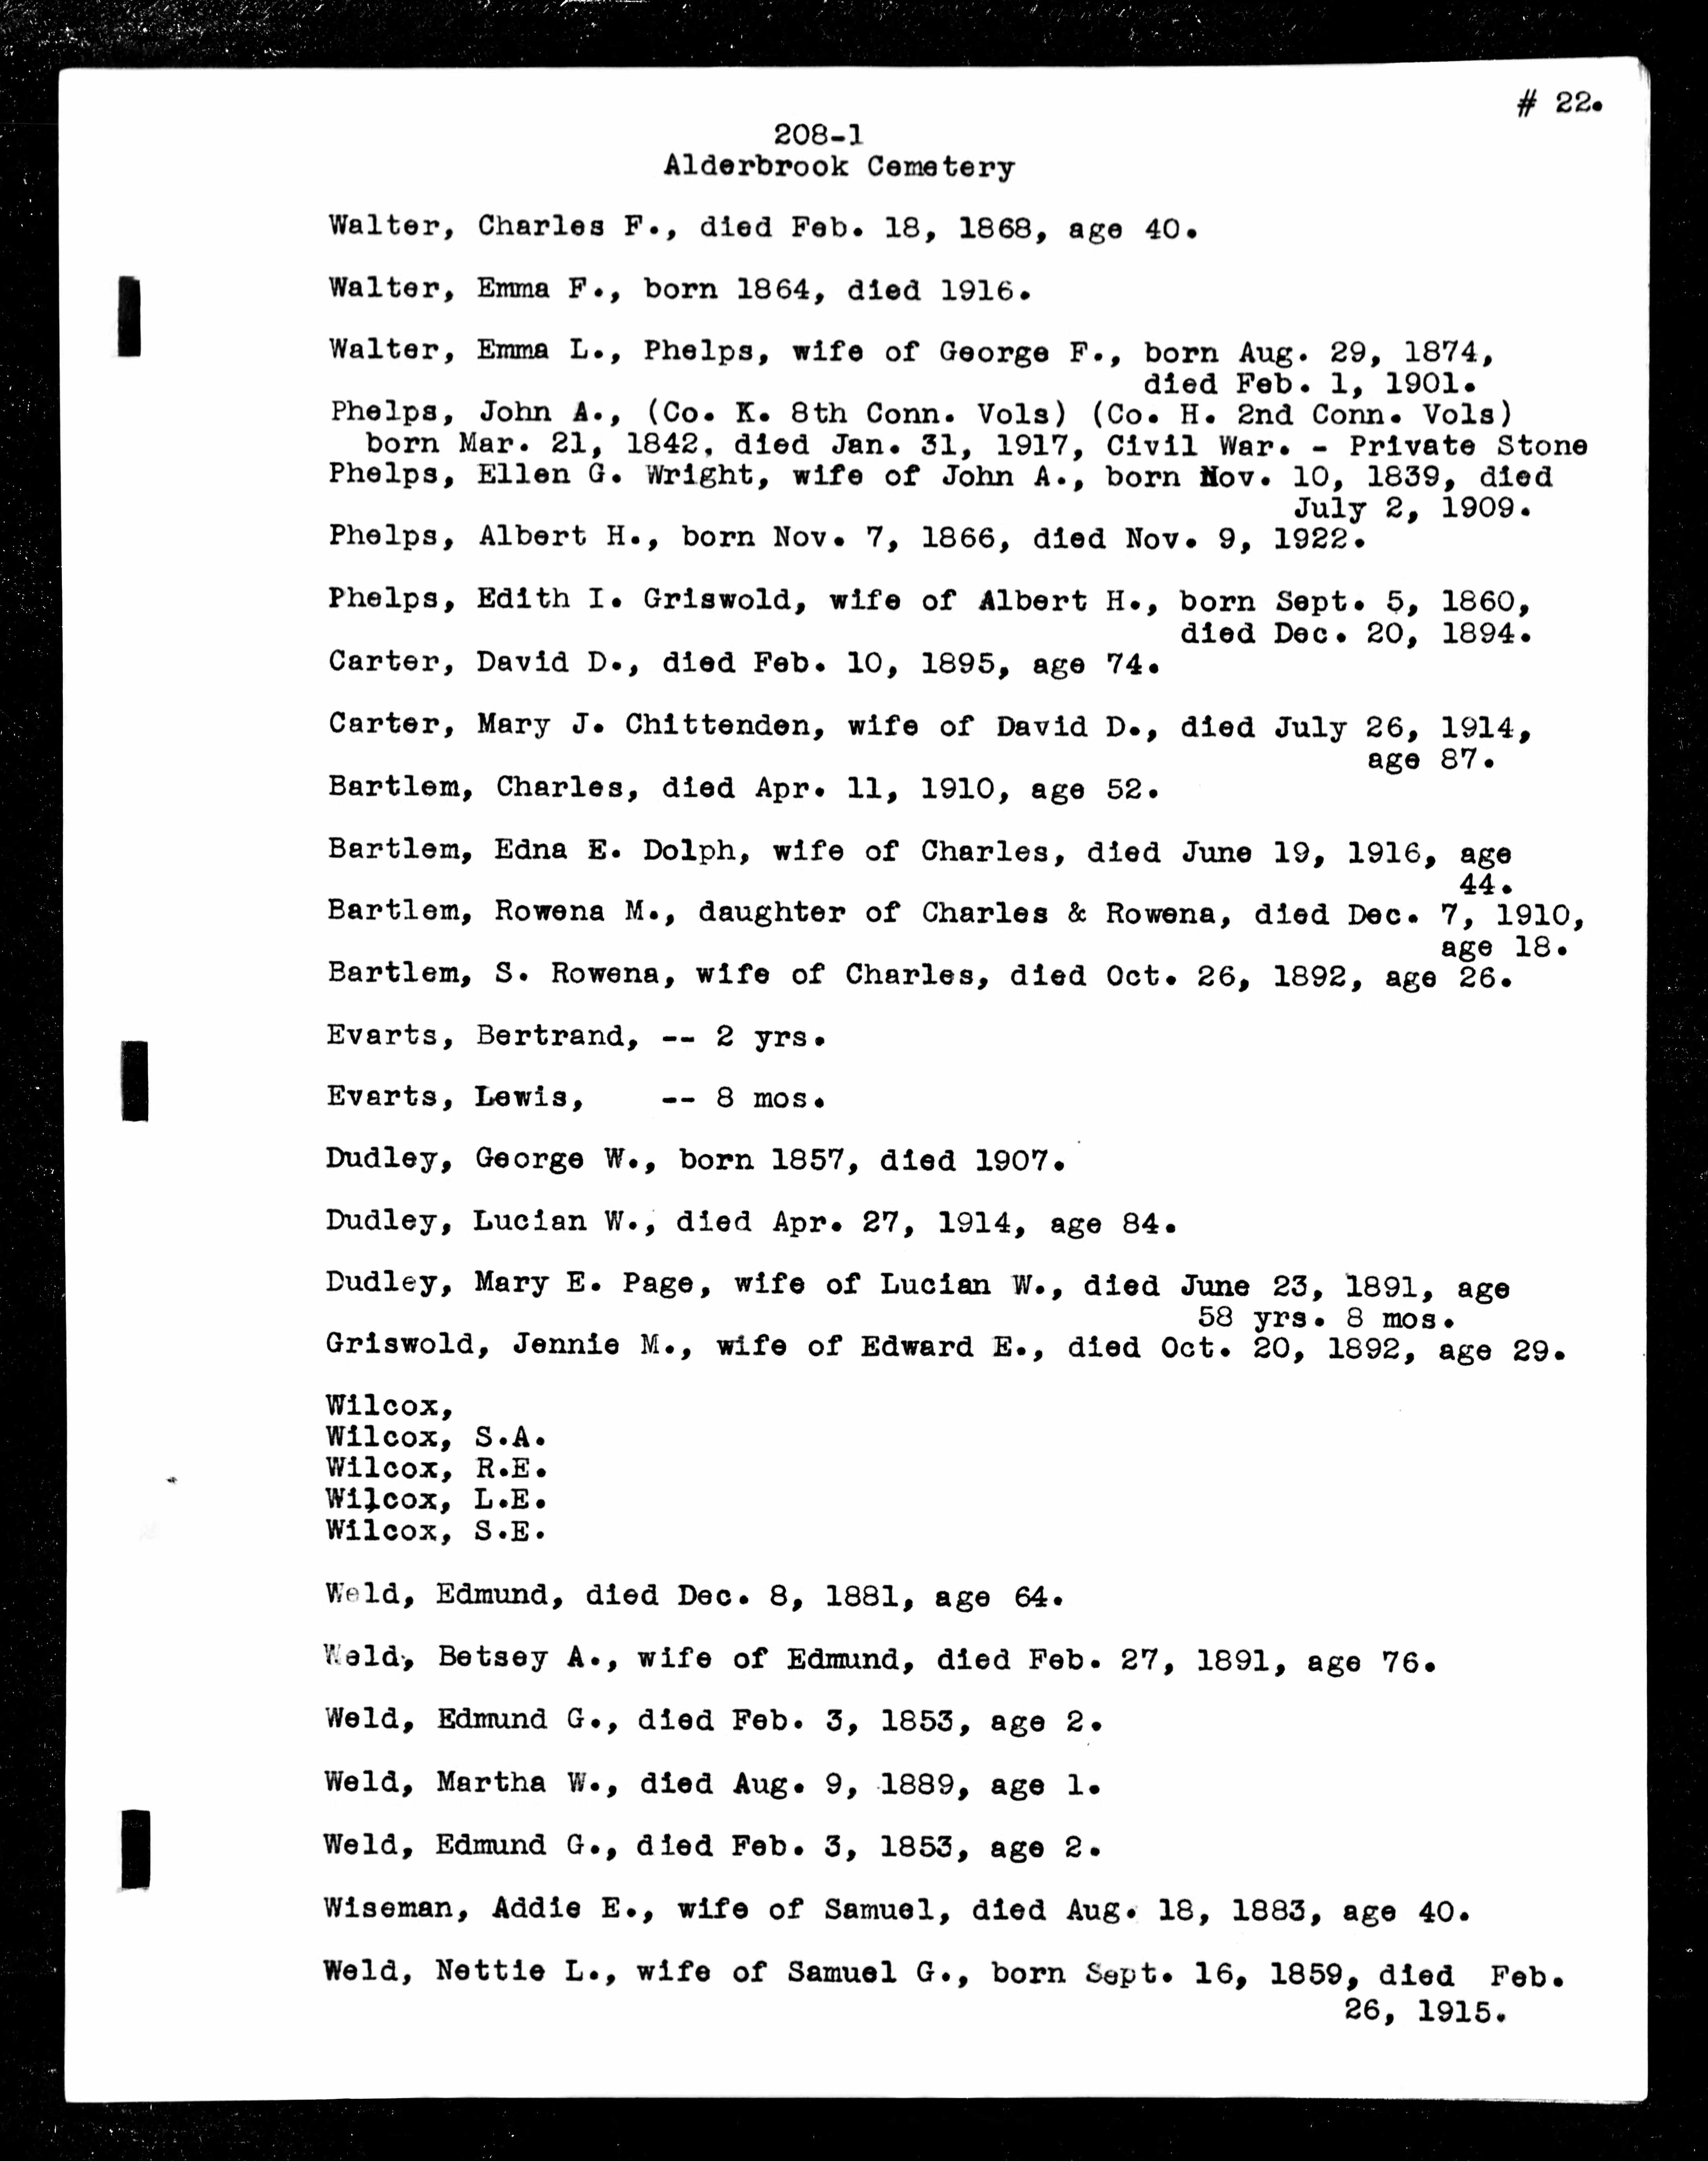 # 22.
208-1
Alderbrook Cemetery
Walter, Charles F., died Feb. 18, 1868, age 40.
Walter, Emma F., born 1864, died 1916.
Walter, Emma L., Phelps, wife of George F., born Aug. 29, 1874,
died Feb. 1, 1901.
Phelps, John A., (Co. K. 8th Conn. Vols) (Co. H. 2nd Conn. Vols)
born Mar. 21, 1842, died Jan. 31, 1917, Civil War. - Private Stone
Phelps, Ellen G. Wright, wife of John A., born Nov. 10, 1839, died
July 2, 1909.
Phelps, Albert H., born Nov. 7, 1866, died Nov. 9, 1922.
Phelps, Edith I. Griswold, wife of Albert H., born Sept. 5, 1860,
died Dec. 20, 1894.
Carter, David D., died Feb. 10, 1895, age 74.
Carter, Mary J. Chittenden, wife of David D., died July 26, 1914,
age 87.
Bartlem, Charles, died Apr. 11, 1910, age 52.
Bartlem, Edna E. Dolph, wife of Charles, died June 19, 1916, age
44.
Bartlem, Rowena M., daughter of Charles & Rowena, died Dec. 7, 1910,
age 18.
Bartlem, S. Rowena, wife of Charles, died Oct. 26, 1892, age 26.
Evarts, Bertrand, -- 2 yrs.
Evarts, Lewis, -- 8 mos.
Dudley, George W., born 1857, died 1907.
Dudley, Lucian W., died Apr. 27, 1914, age 84.
Dudley, Mary E. Page, wife of Lucian W., died June 23, 1891, age
58 yrs. 8 mos.
Griswold, Jennie M., wife of Edward E., died Oct. 20, 1892, age 29.
Wilcox,
Wilcox, S.A.
Wilcox, R.E.
Wilcox, L.E.
Wilcox, S.E.
Weld, Edmund, died Dec. 8, 1881, age 64.
Weld, Betsey A., wife of Edmund, died Feb. 27, 1891, age 76.
Weld, Edmund G., died Feb. 3, 1853, age 2.
Weld, Martha W., died Aug. 9, 1889, age 1.
Weld, Edmund G., died Feb. 3, 1853, age 2.
Wiseman, Addie E., wife of Samuel, died Aug. 18, 1883, age 40.
Weld, Nettie L., wife of Samuel G., born Sept. 16, 1859, died Feb.
26, 1915.